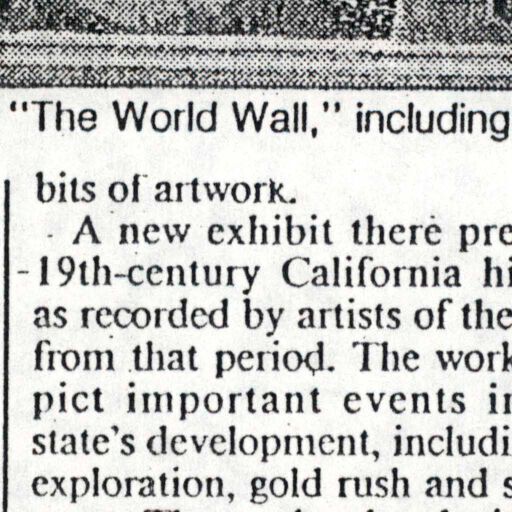 "The World Wall," including
bits of artwork.
A new exhibit there pre
-19th-century California hi
as recorded by artists of the
from that period. The work
pict important events in
state's development, includi
exploration, gold rush and s